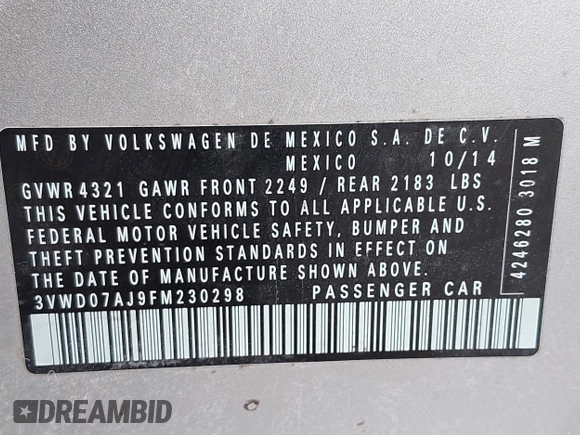 MFD BY VOLKSWAGEN DE MEXICO S.A. DE C.V.
MEXICO 10/14
GVWR 4321 GAWR FRONT 2249 / REAR 2183 LBS
THIS VEHICLE CONFORMS TO ALL APPLICABLE U.S.
FEDERAL MOTOR VEHICLE SAFETY, BUMPER AND
THEFT PREVENTION STANDARDS IN EFFECT ON
THE DATE OF MANUFACTURE SHOWN ABOVE.
3VWD07AJ9FM230298 PASSENGER CAR
4246280 3018 M
DREAMBID